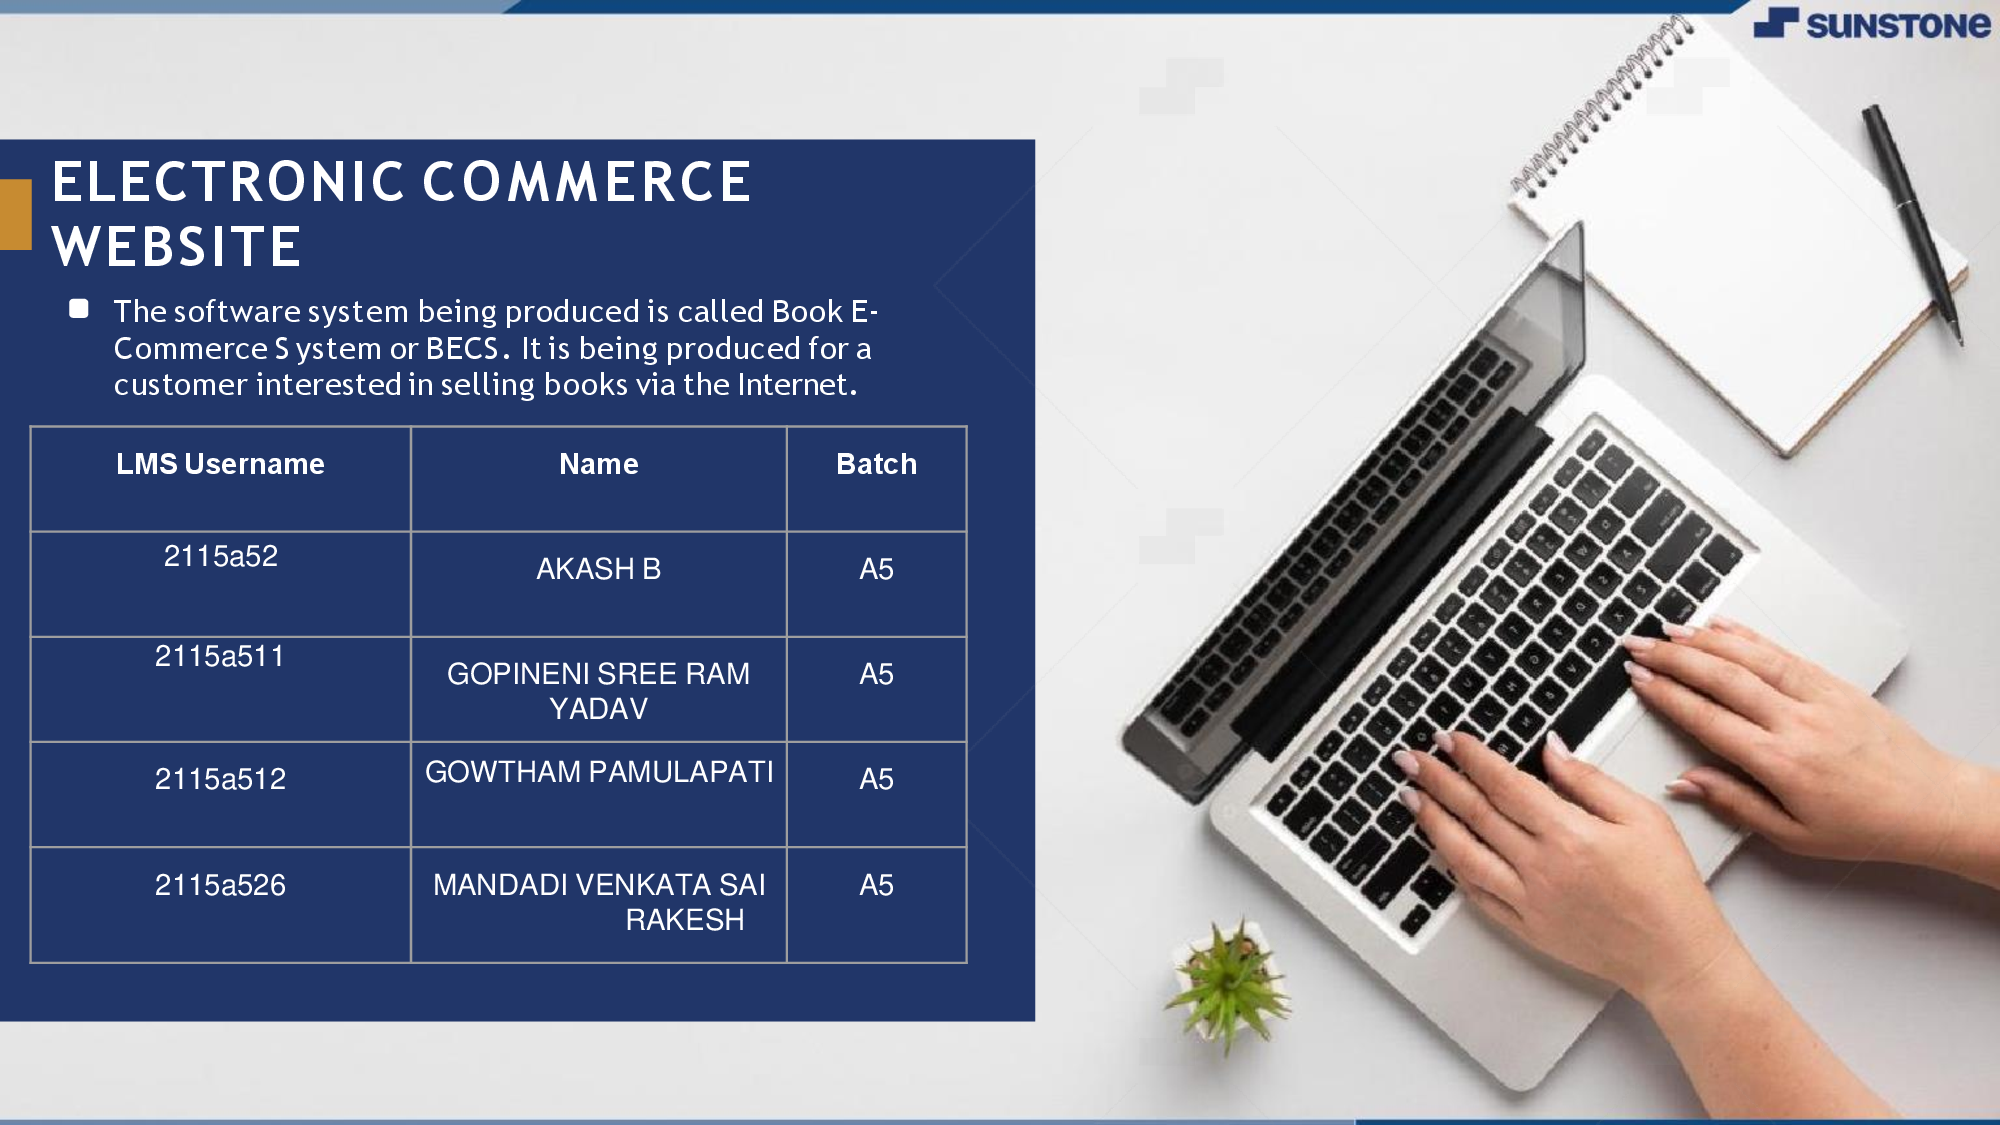 SUNSTONE
ELECTRONIC COMMERCE
WEBSITE
The software system being produced is called Book E-
Commerce S ystem or BECS. It is being produced for a
customer interested in selling books via the Internet.
LMS Username Name Batch
2115a52 AKASH B A5
2115a511 GOPINENI SREE RAM A5
YADAV
2115a512 GOWTHAM PAMULAPATI A5
2115a526 MANDADI VENKATA SAI A5
RAKESH